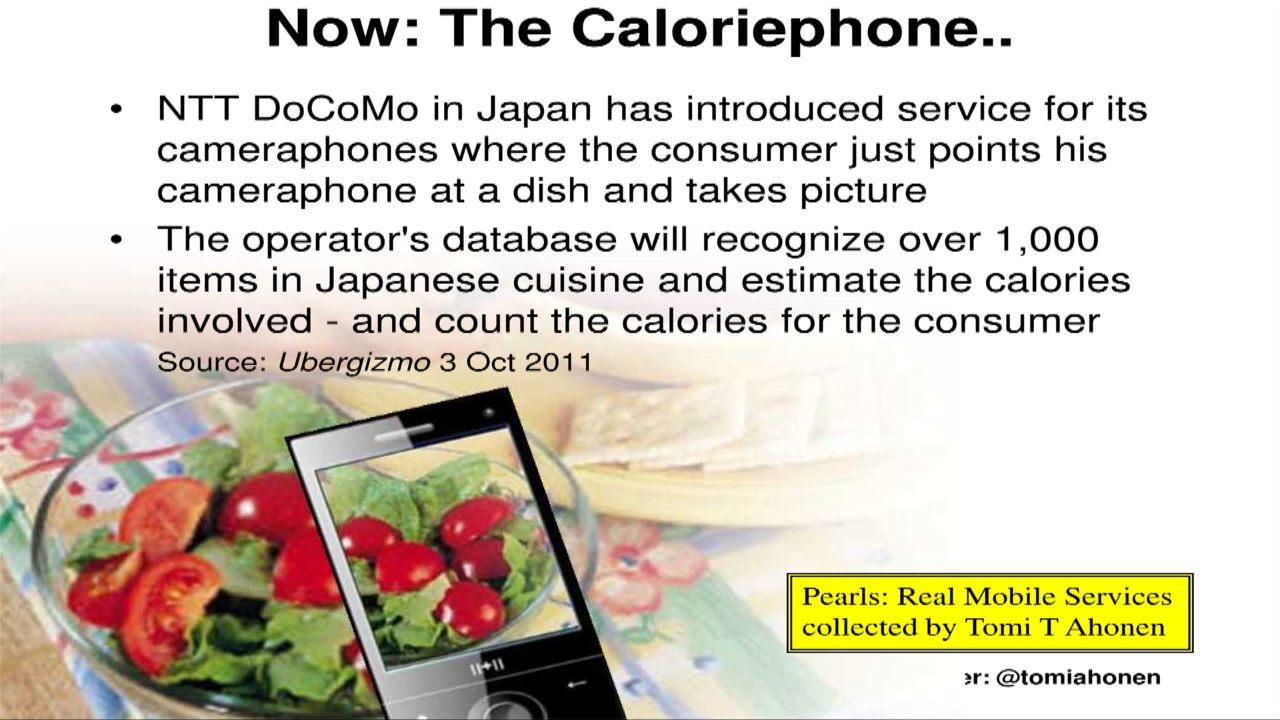 Now: The Caloriephone..
• NTT DoCoMo in Japan has introduced service for its
cameraphones where the consumer just points his
cameraphone at a dish and takes picture
• The operator's database will recognize over 1,000
items in Japanese cuisine and estimate the calories
involved - and count the calories for the consumer
Source: Ubergizmo 3 Oct 2011
Pearls: Real Mobile Services
collected by Tomi T Ahonen
er: @tomiahonen